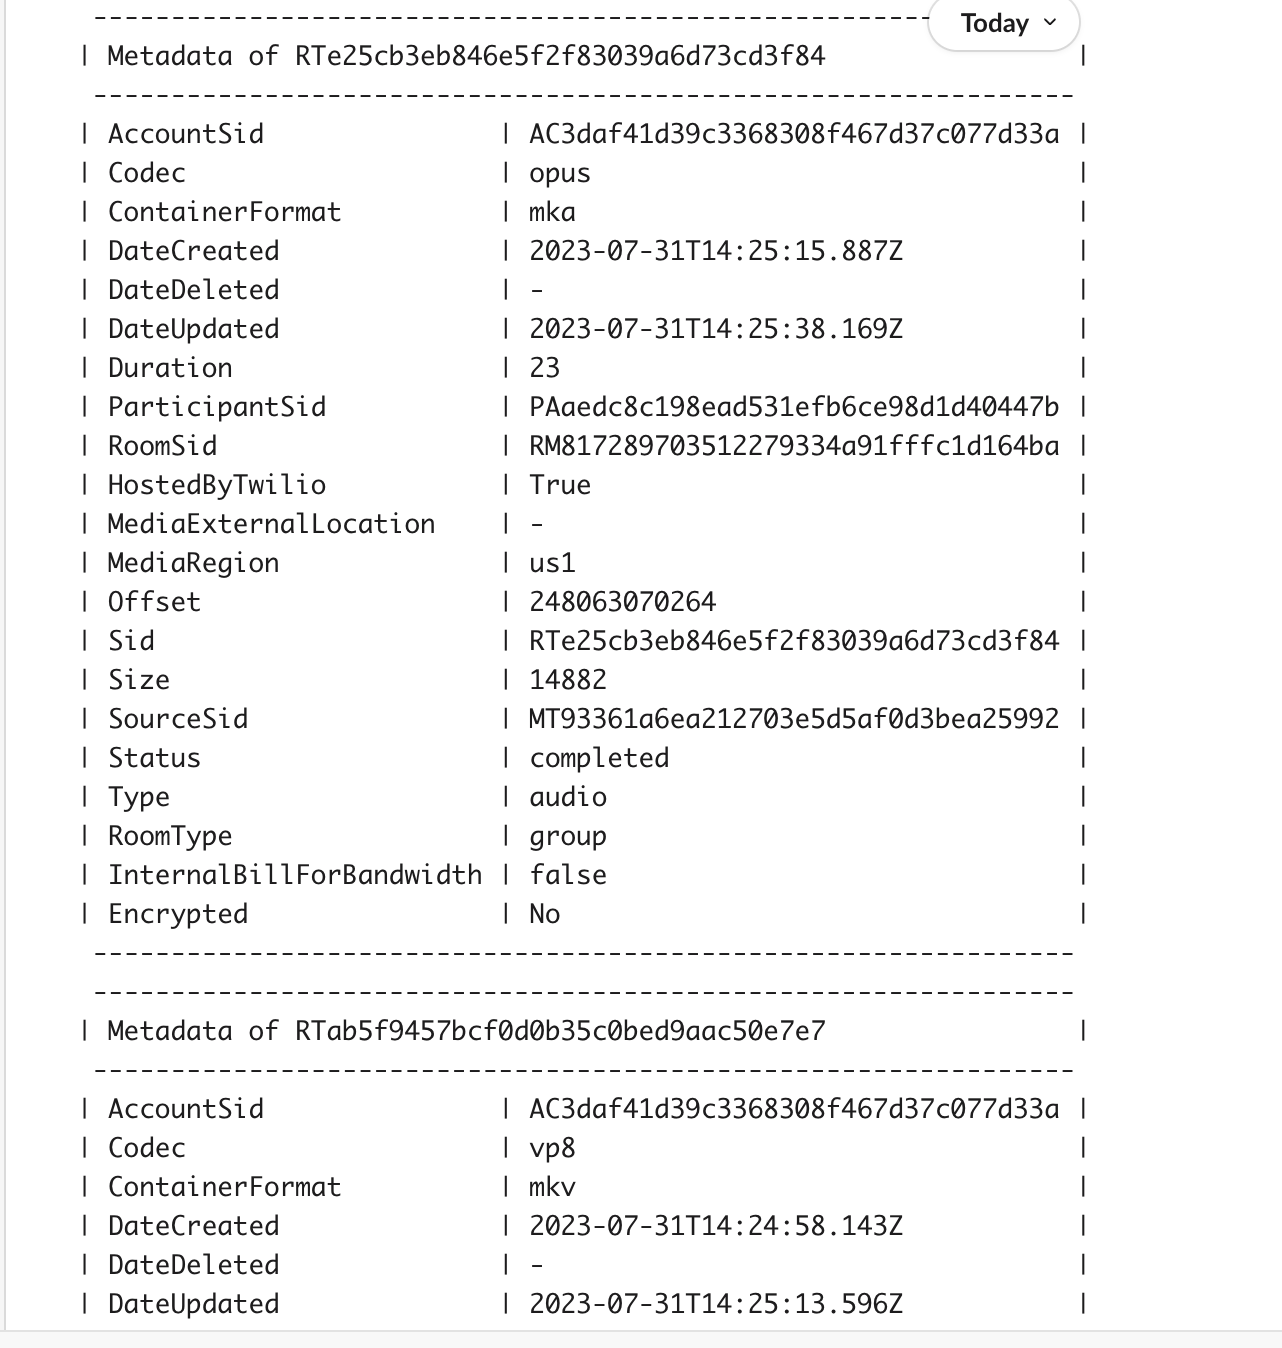 ---------------------------------------------------------------
Today
| Metadata of RTe25cb3eb846e5f2f83039a6d73cd3f84                |
---------------------------------------------------------------
| AccountSid               | AC3daf41d39c3368308f467d37c077d33a |
| Codec                    | opus                               |
| ContainerFormat          | mka                                |
| DateCreated              | 2023-07-31T14:25:15.887Z           |
| DateDeleted              | -                                  |
| DateUpdated              | 2023-07-31T14:25:38.169Z           |
| Duration                 | 23                                 |
| ParticipantSid           | PAaedc8c198ead531efb6ce98d1d40447b |
| RoomSid                  | RM817289703512279334a91fffc1d164ba |
| HostedByTwilio           | True                               |
| MediaExternalLocation    | -                                  |
| MediaRegion              | us1                                |
| Offset                   | 248063070264                       |
| Sid                      | RTe25cb3eb846e5f2f83039a6d73cd3f84 |
| Size                     | 14882                              |
| SourceSid                | MT93361a6ea212703e5d5af0d3bea25992 |
| Status                   | completed                          |
| Type                     | audio                              |
| RoomType                 | group                              |
| InternalBillForBandwidth | false                              |
| Encrypted                | No                                 |
---------------------------------------------------------------
---------------------------------------------------------------
| Metadata of RTab5f9457bcf0d0b35c0bed9aac50e7e7                |
---------------------------------------------------------------
| AccountSid               | AC3daf41d39c3368308f467d37c077d33a |
| Codec                    | vp8                                |
| ContainerFormat          | mkv                                |
| DateCreated              | 2023-07-31T14:24:58.143Z           |
| DateDeleted              | -                                  |
| DateUpdated              | 2023-07-31T14:25:13.596Z           |